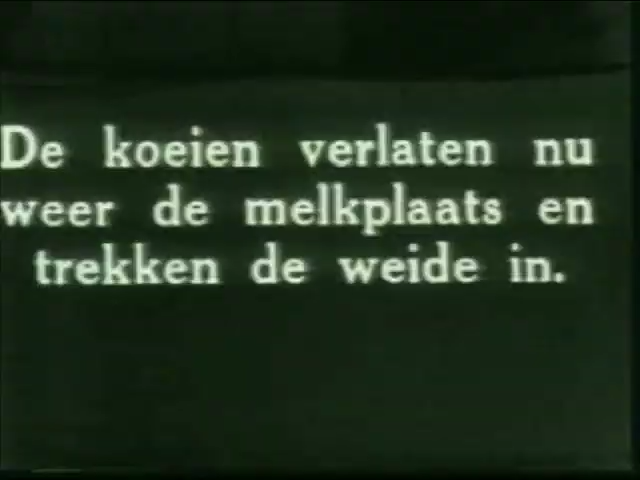 De koeien verlaten nu
weer de melkplaats en
trekken de weide in.